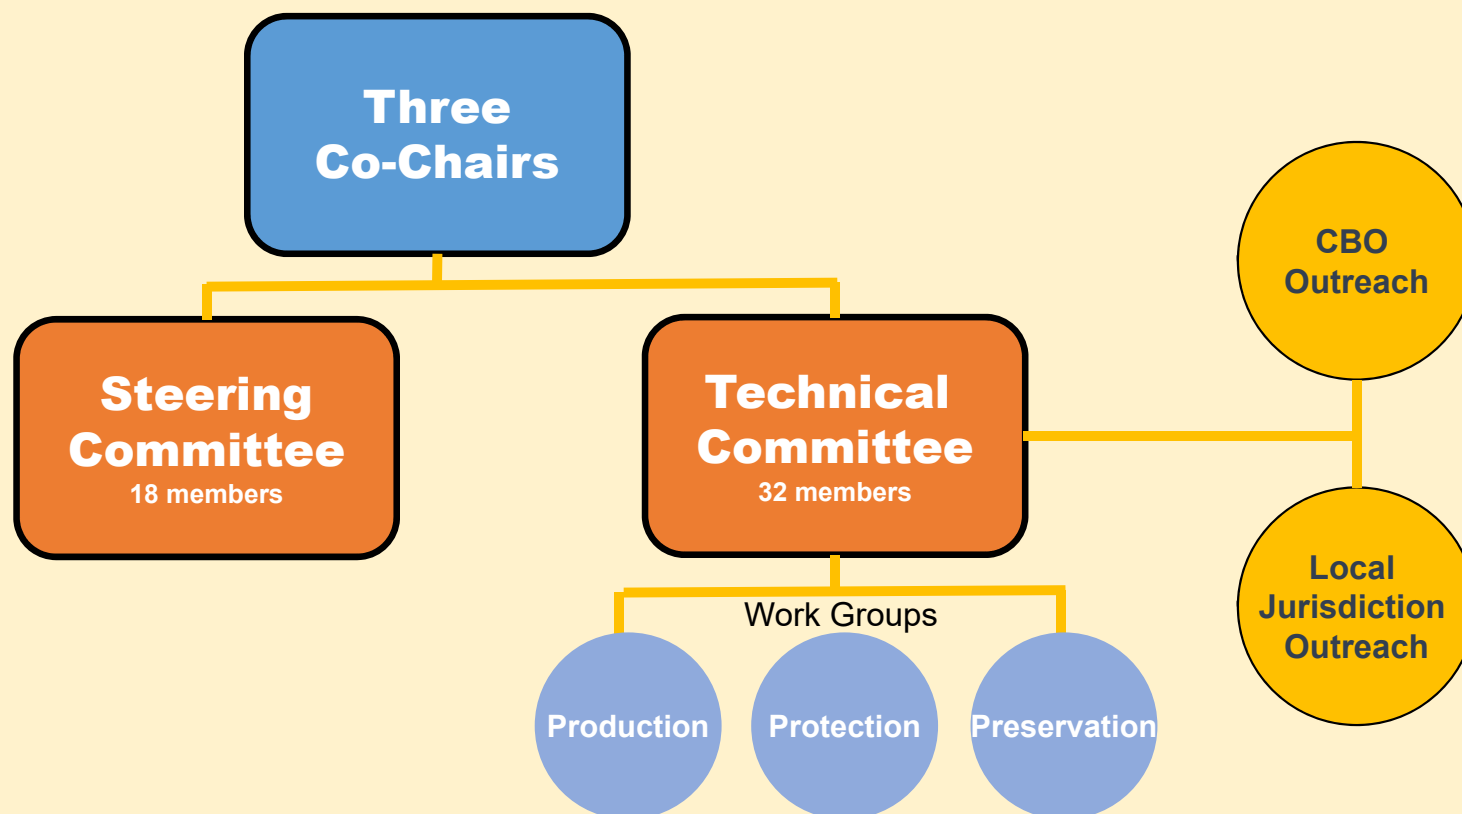 Three
Co-Chairs
Steering
Committee
18 members
Technical
Committee
32 members
CBO
Outreach
Local
Jurisdiction
Outreach
Work Groups
Production
Protection
Preservation